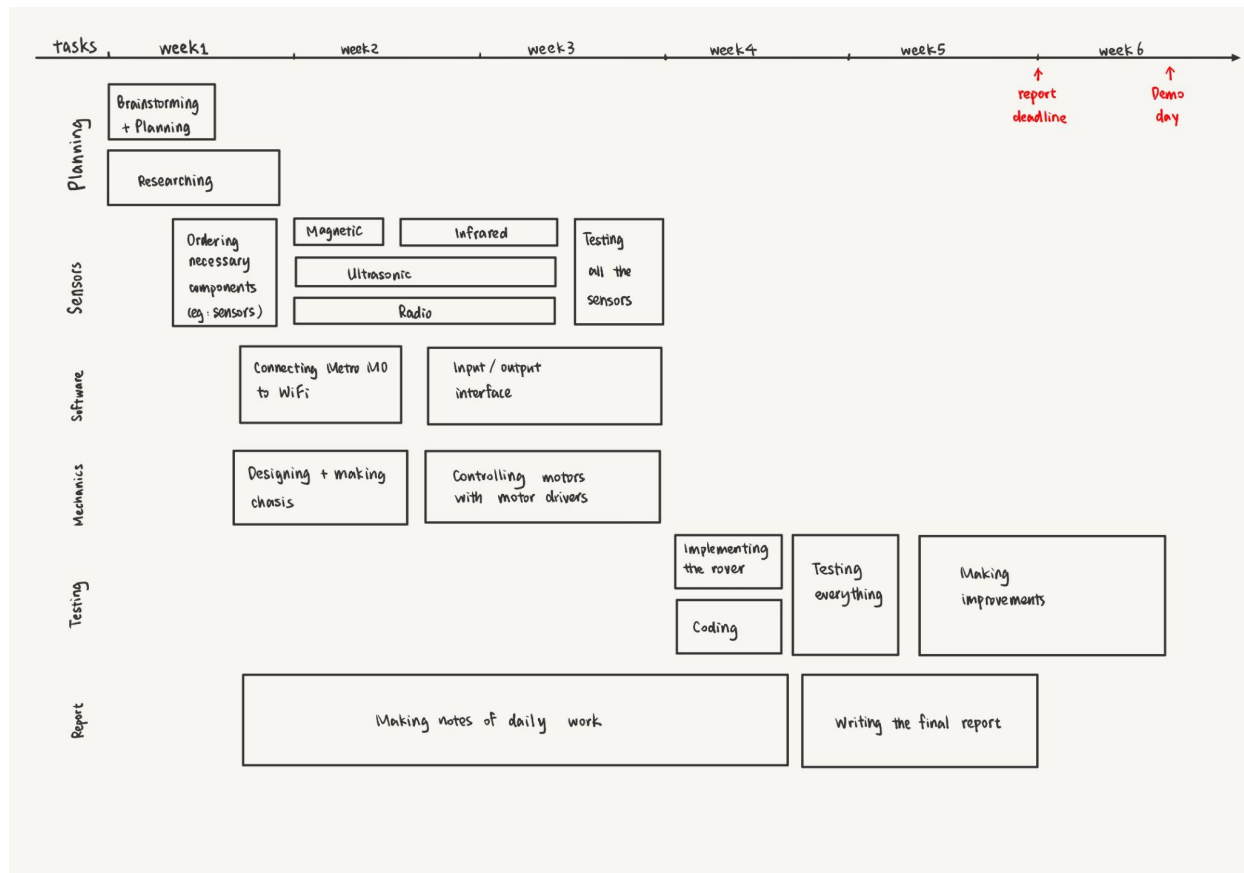 tasks week1 week2 week3 week4 week5 week6
report
deadline
Demo
day
Planning
Brainstorming
+ Planning
Researching
Sensors
Ordering
necessary
components
(eg: sensors)
Magnetic
Infrared
Ultrasonic
Radio
Testing
all the
sensors
Software
Connecting Metro M0
to WiFi
Input / output
interface
Mechanics
Designing + making
chasis
Controlling motors
with motor drivers
Testing
Implementing
the rover
Coding
Testing
everything
Making
improvements
Report
Making notes of daily work
Writing the final report